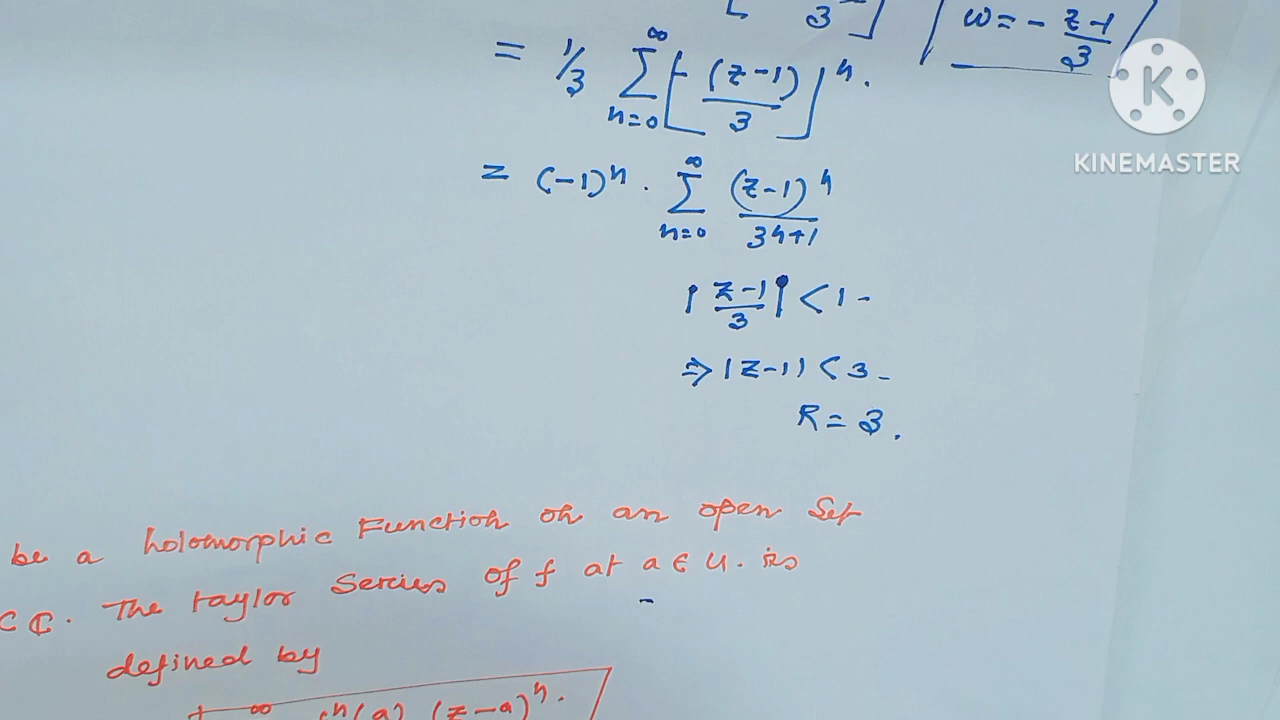 [ 3 ] | w = - z-1/3 /
= 1/3 ∑ n=0 ∞ [- (z-1)/3]^n.
KINEMASTER
= (-1)^n . ∑ n=0 ∞ (z-1)^n / 3^n+1
| z-1/3 | < 1 -
⇒ |z-1| < 3 -
R = 3.
be a holomorphic Function on an open Set
⊂ ℂ. The taylor Series of f at a ∈ U. is
defined by
∞ ^n(a) (z-a)^n.